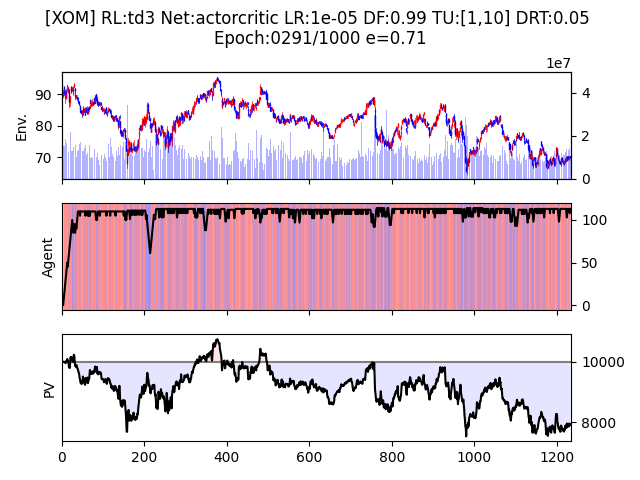 [XOM] RL:td3 Net:actorcritic LR:1e-05 DF:0.99 TU:[1,10] DRT:0.05
Epoch:0291/1000 e=0.71
1e7
Env.
90
80
70
4
2
0
Agent
100
50
0
PV
10000
8000
0 200 400 600 800 1000 1200